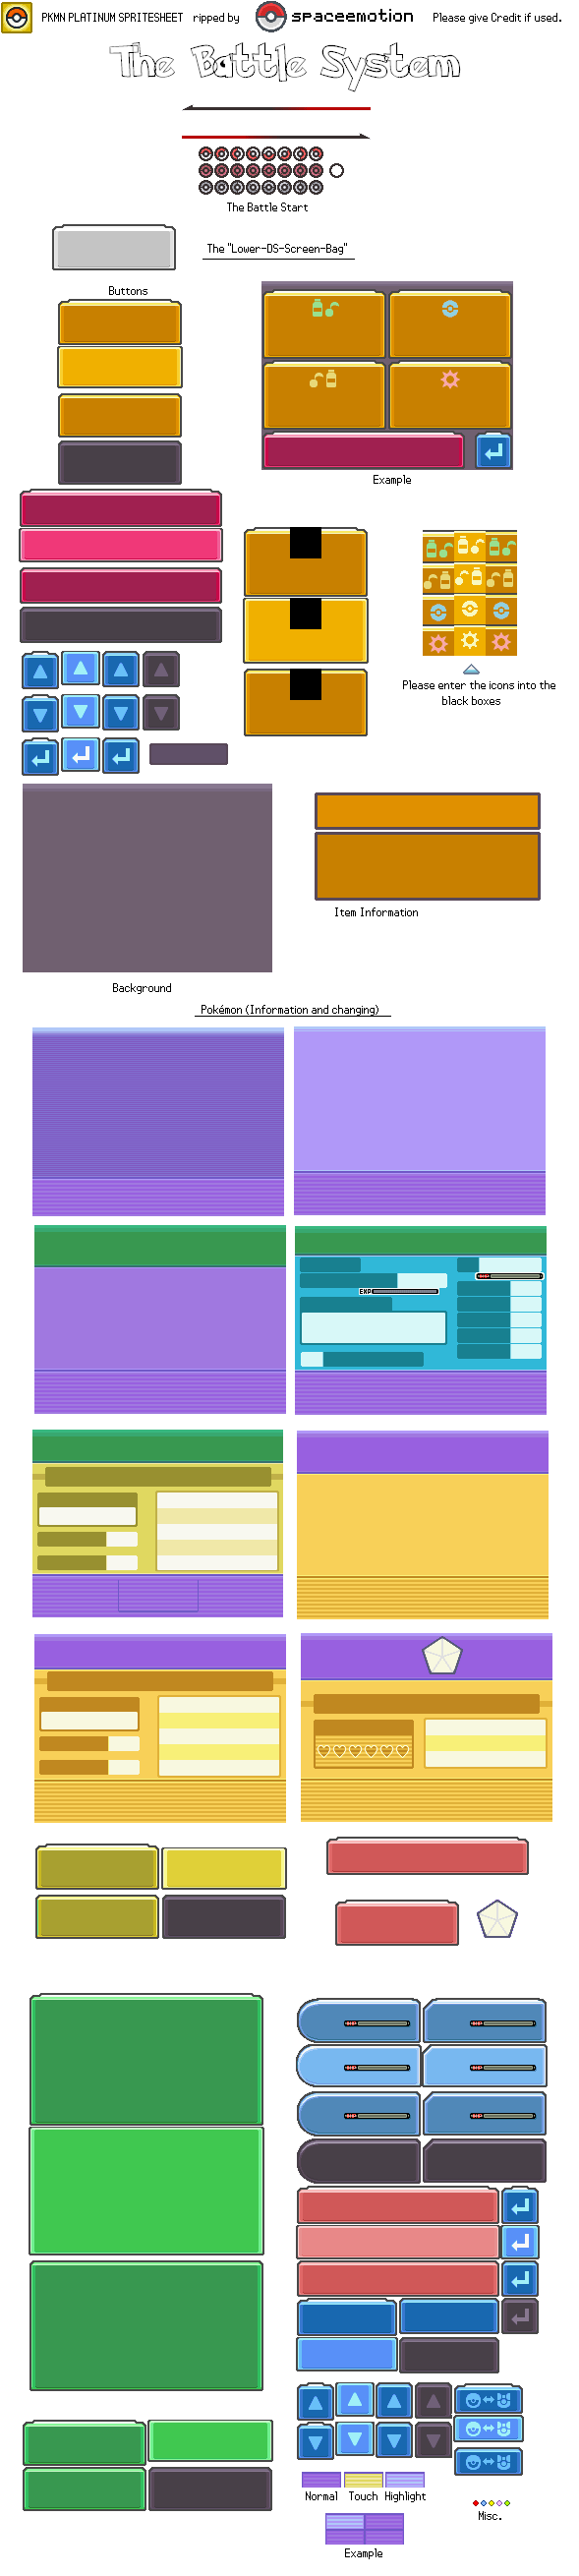 PKMN PLATINUM SPRITESHEET ripped by spaceemotion Please give Credit if used.
The Battle System
The Battle Start
The "Lower-DS-Screen-Bag"
Buttons
Example
Please enter the icons into the
black boxes
Item Information
Background
Pokémon (Information and changing)
EXP
Normal Touch Highlight
Misc.
Example